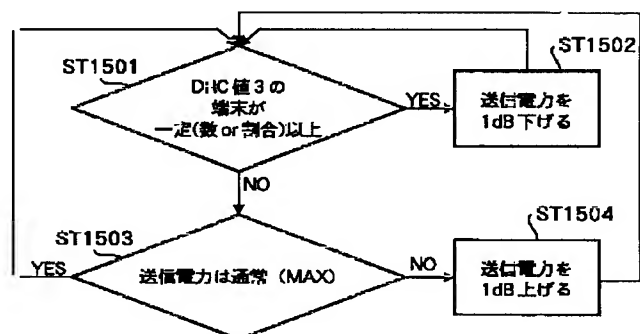 ST1501
DHC値3の
端末が
一定(数 or 割合)以上
YES
ST1502
送信電力を
1dB下げる
NO
ST1503
YES
送信電力は通常(MAX)
NO
ST1504
送信電力を
1dB上げる